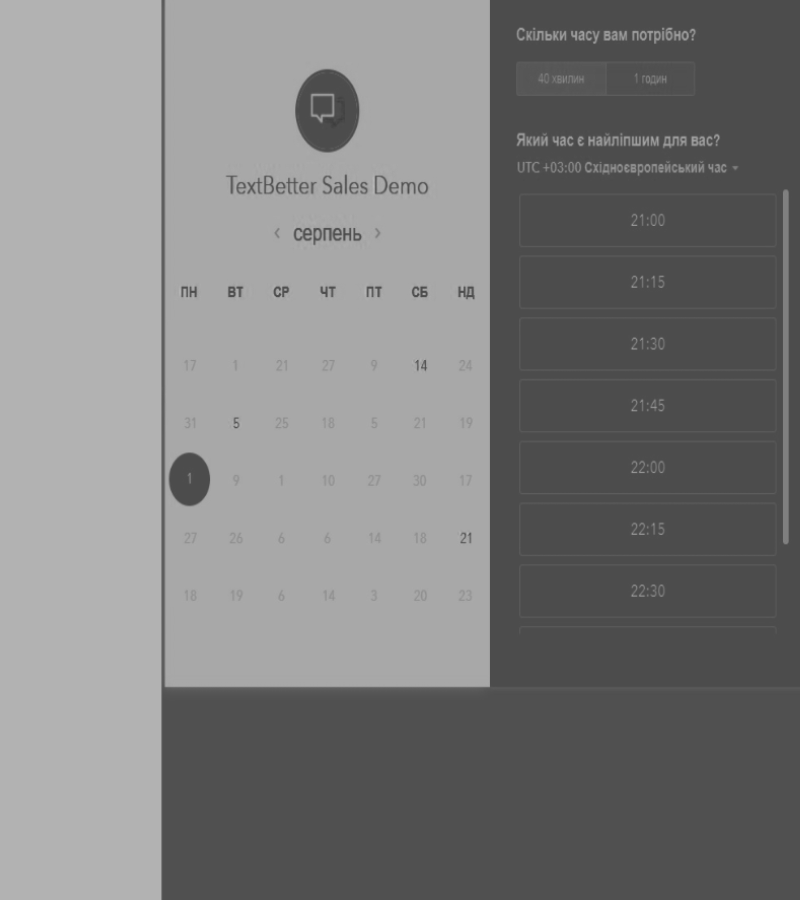 TextBetter Sales Demo
‹ серпень ›
ПН ВТ СР ЧТ ПТ СБ НД
17 1 21 27 9 14 24
31 5 25 18 5 21 19
1 9 1 10 27 30 17
27 26 6 6 14 18 21
18 19 6 14 3 20 23
Скільки часу вам потрібно?
40 хвилин 1 годин
Який час є найліпшим для вас?
UTC +03:00 Східноєвропейський час
21:00
21:15
21:30
21:45
22:00
22:15
22:30